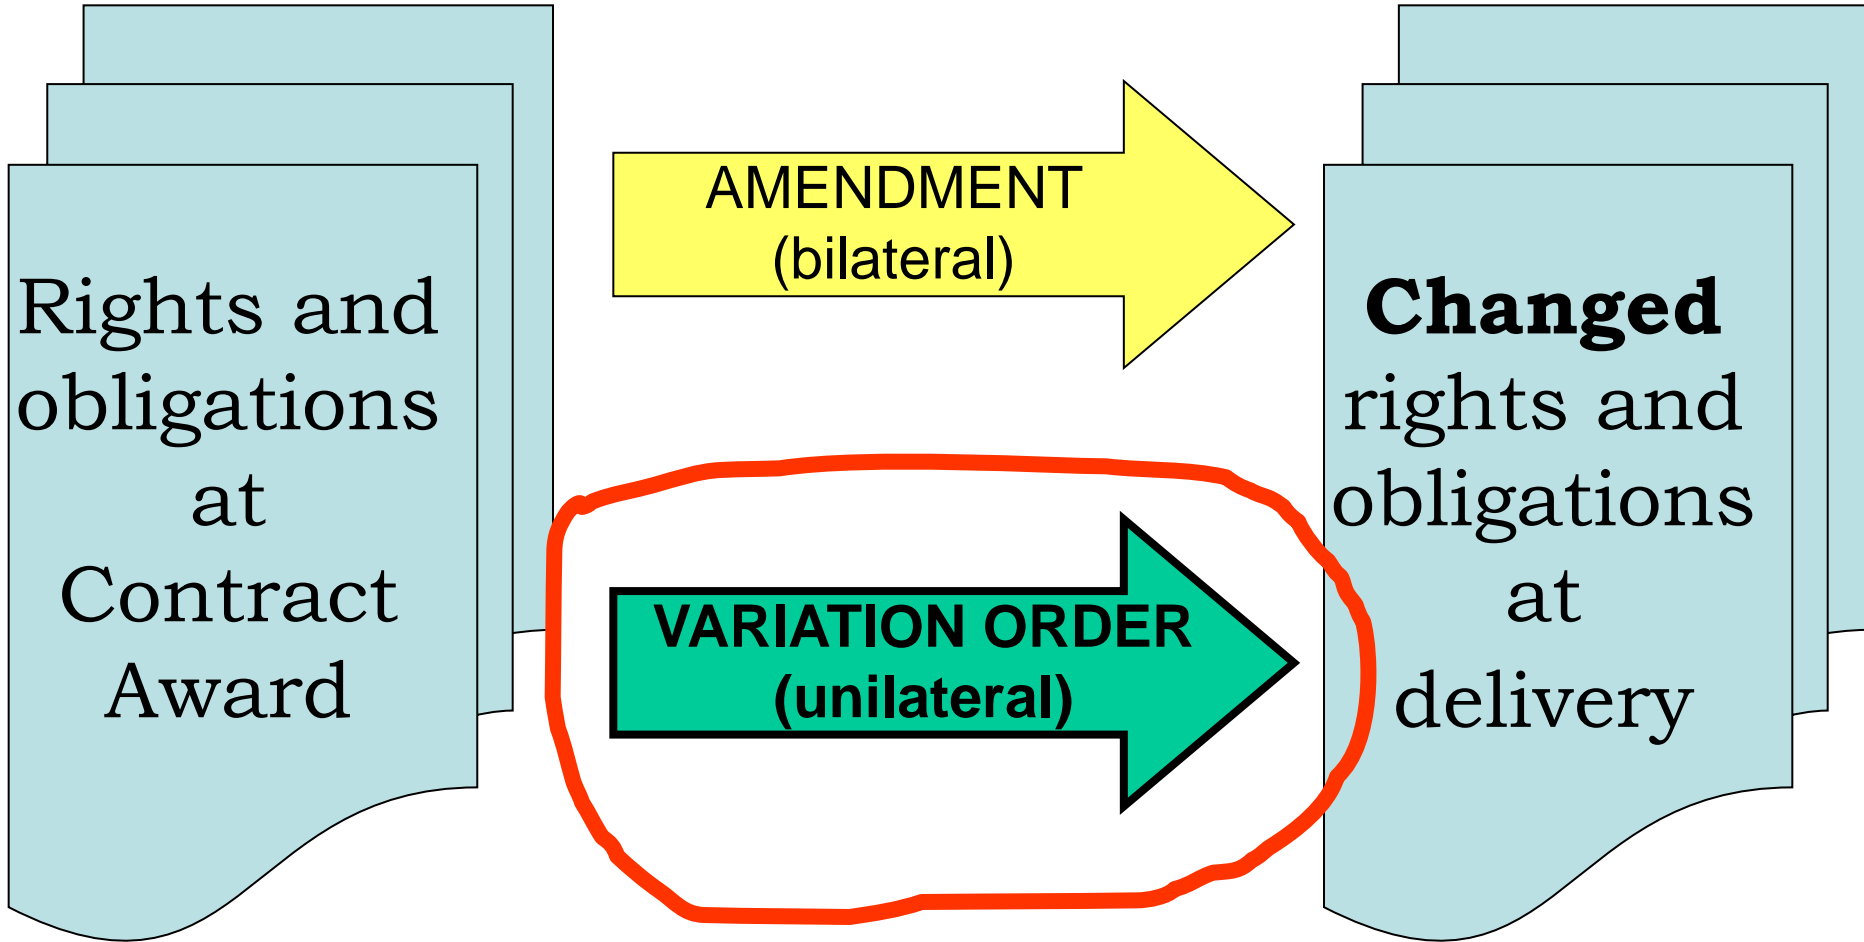 Rights and
obligations
at
Contract
Award
AMENDMENT
(bilateral)
VARIATION ORDER
(unilateral)
Changed
rights and
obligations
at
delivery